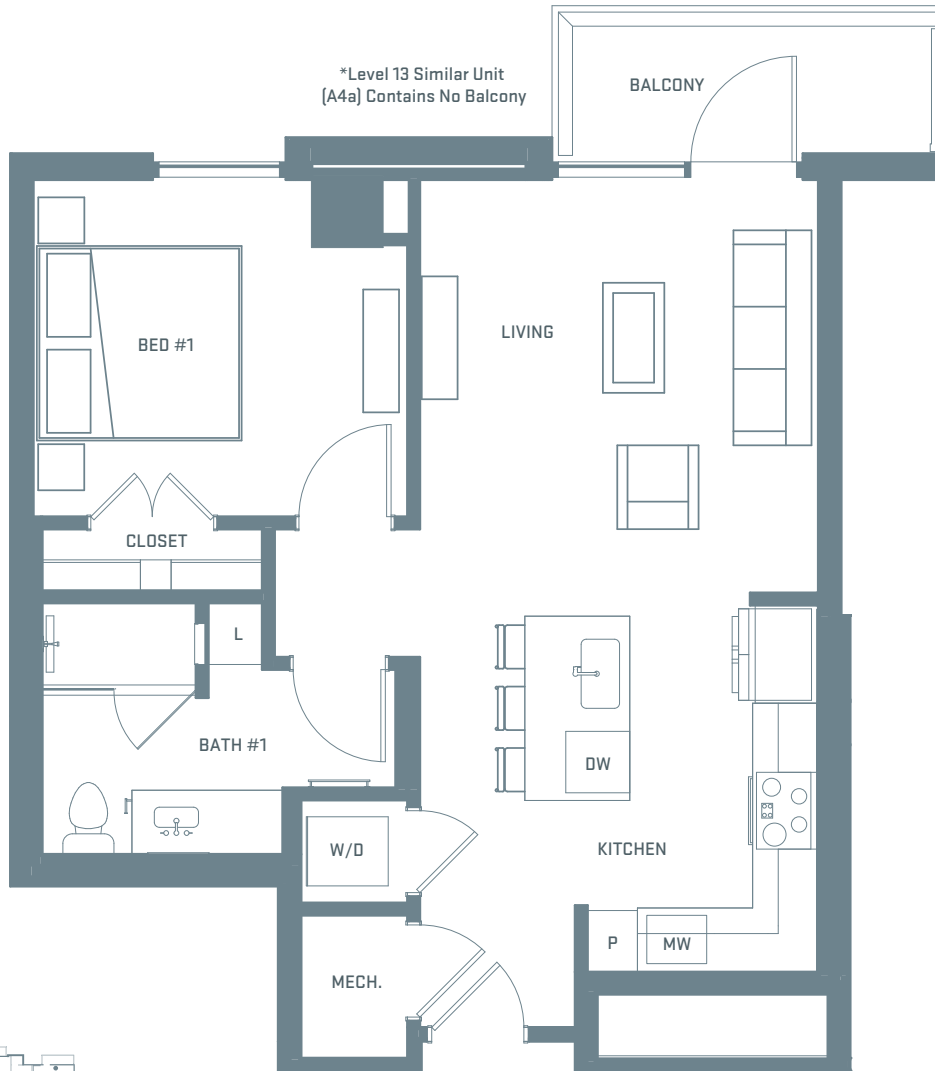 *Level 13 Similar Unit
(A4a) Contains No Balcony
BALCONY
BED #1
LIVING
CLOSET
L
BATH #1
DW
W/D
KITCHEN
P
MW
MECH.